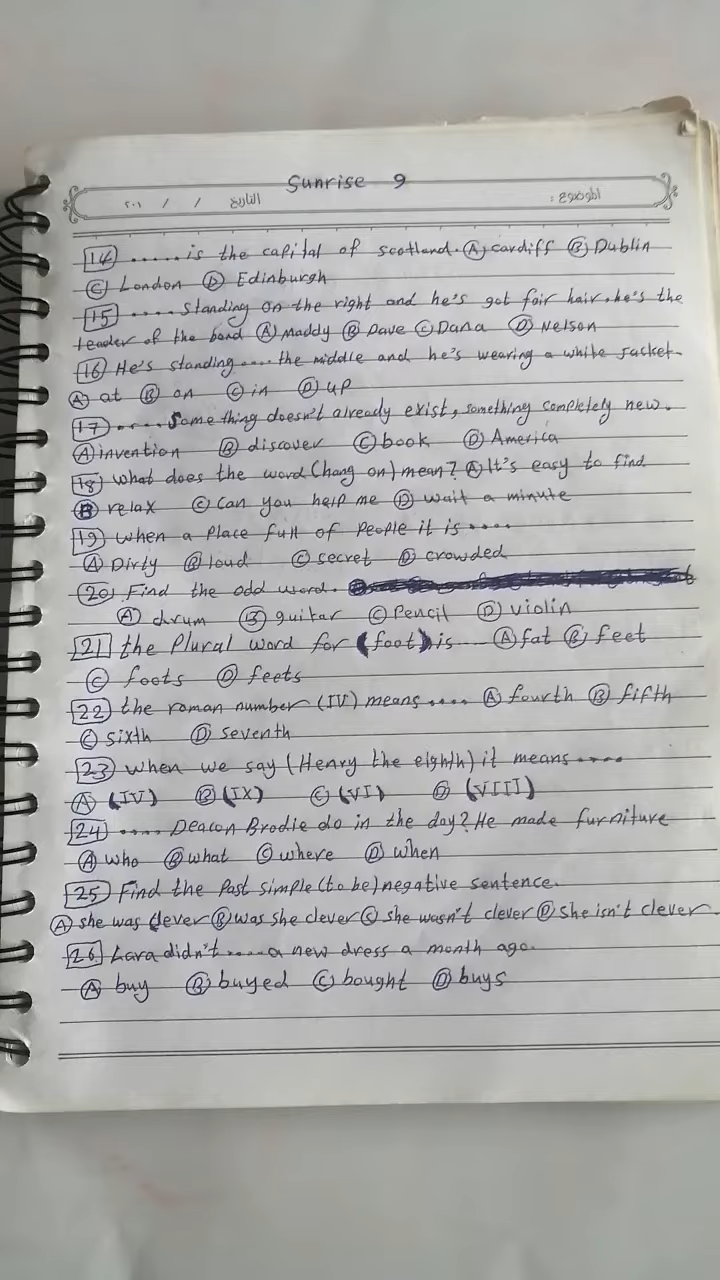 Sunrise 9
الموضوع : التاريخ / / ٢٠١
14 ...... is the capital of scotland. A cardiff B Dublin
C London D Edinburgh
15 ..... standing on the right and he's got fair hair. he's the
leader of the band A Maddy B Dave C Dana D Nelson
16 He's standing .... the middle and he's wearing a white jacket.
A at B on C in D up
17 ..... something doesn't already exist, something completely new.
A invention B discover C book D America
18 what does the word (hang on) mean? A It's easy to find
B relax C can you help me D wait a minute
19 when a place full of people it is ....
A Dirty B loud C secret D crowded
20 Find the odd word.
A drum B guitar C Pencil D violin
21 the plural word for (foot) is .... A fat B feet
C foots D feets
22 the roman number (IV) means .... A fourth B fifth
C sixth D seventh
23 when we say (Henry the eighth) it means ....
A (IV) B (IX) C (VI) D (VIII)
24 .... Deacon Brodie do in the day? He made furniture
A who B what C where D when
25 Find the Past simple (to be) negative sentence.
A she was clever B was she clever C she wasn't clever D she isn't clever.
26 Lara didn't .... a new dress a month ago.
A buy B buyed C bought D buys